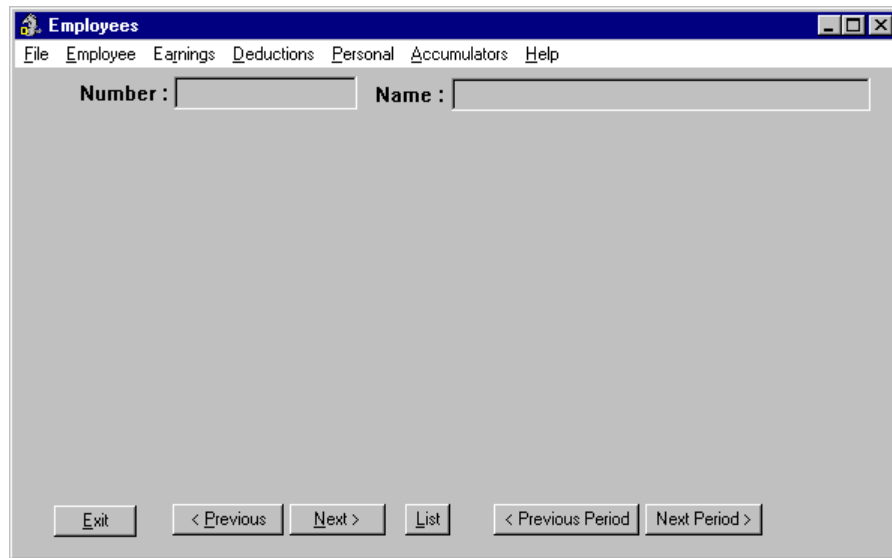 Employees
File Employee Earnings Deductions Personal Accumulators Help
Number : Name :
Exit < Previous Next > List < Previous Period Next Period >